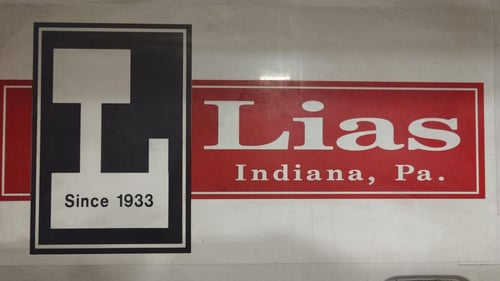 L
Since 1933
Lias
Indiana, Pa.